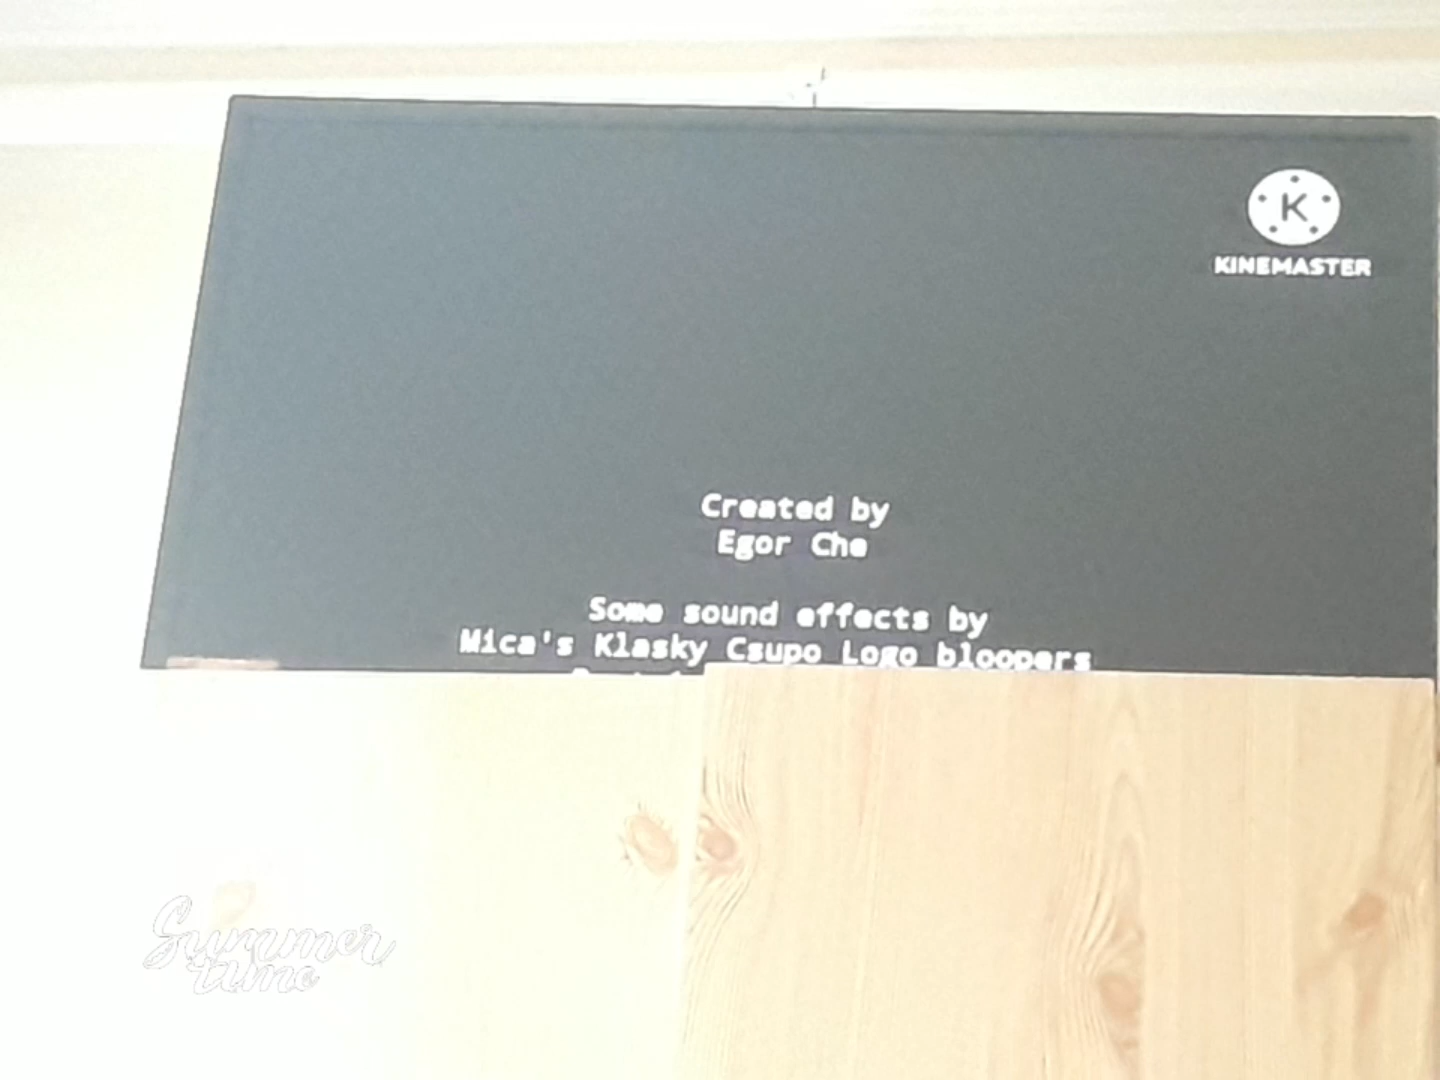 K
KINEMASTER
Created by
Egor Che
Some sound effects by
Mica's Klasky Csupo Logo bloopers
Summer
time